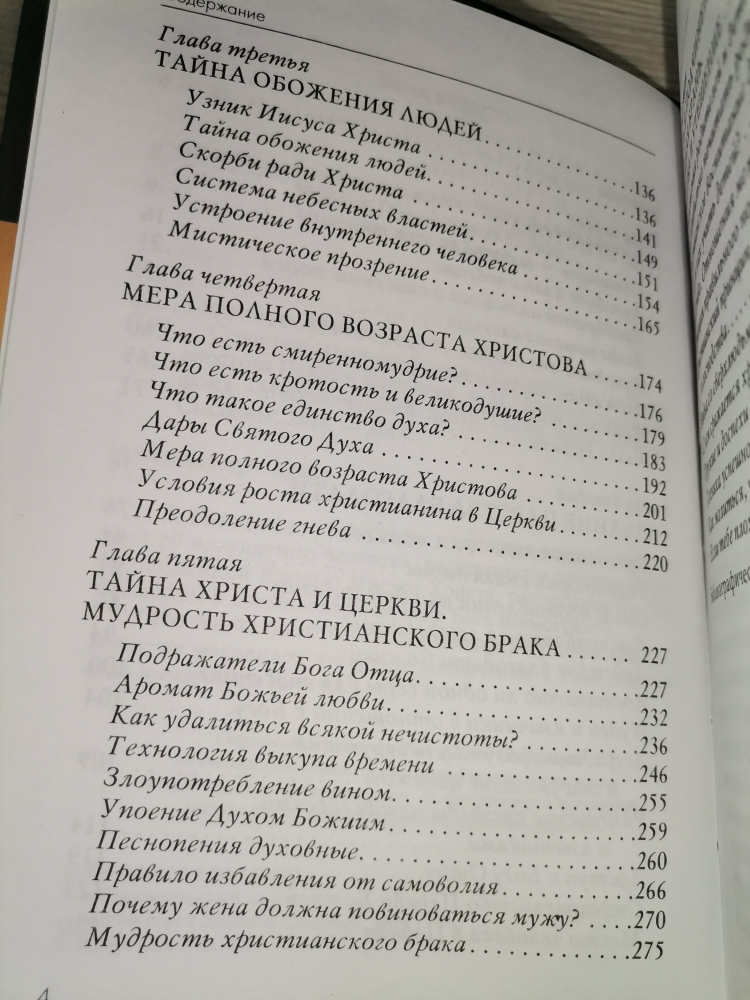 Содержание
Глава третья
ТАЙНА ОБОЖЕНИЯ ЛЮДЕЙ. . . . . . . . . . . . . . . .136
Узник Иисуса Христа . . . . . . . . . . . . . . . . . . .136
Тайна обожения людей. . . . . . . . . . . . . . . . . . .141
Скорби ради Христа . . . . . . . . . . . . . . . . . . . .149
Система небесных властей. . . . . . . . . . . . . . . .151
Устроение внутреннего человека . . . . . . . . . . .154
Мистическое прозрение. . . . . . . . . . . . . . . . . .165
Глава четвертая
МЕРА ПОЛНОГО ВОЗРАСТА ХРИСТОВА . . . . .174
Что есть смиренномудрие?. . . . . . . . . . . . . . . .176
Что есть кротость и великодушие? . . . . . . . . .179
Что такое единство духа? . . . . . . . . . . . . . . . .183
Дары Святого Духа . . . . . . . . . . . . . . . . . . . . .192
Мера полного возраста Христова . . . . . . . . . . .201
Условия роста христианина в Церкви . . . . . . . .212
Преодоление гнева . . . . . . . . . . . . . . . . . . . . . .220
Глава пятая
ТАЙНА ХРИСТА И ЦЕРКВИ.
МУДРОСТЬ ХРИСТИАНСКОГО БРАКА . . . . . . 227
Подражатели Бога Отца. . . . . . . . . . . . . . . . . .227
Аромат Божьей любви. . . . . . . . . . . . . . . . . . . .232
Как удалиться всякой нечистоты? . . . . . . . . . .236
Технология выкупа времени . . . . . . . . . . . . . . .246
Злоупотребление вином. . . . . . . . . . . . . . . . . . .255
Упоение Духом Божиим . . . . . . . . . . . . . . . . . . .259
Песнопения духовные. . . . . . . . . . . . . . . . . . . . .260
Правило избавления от самоволия . . . . . . . . . . .266
Почему жена должна повиноваться мужу? . . . .270
Мудрость христианского брака . . . . . . . . . . . . .275
4